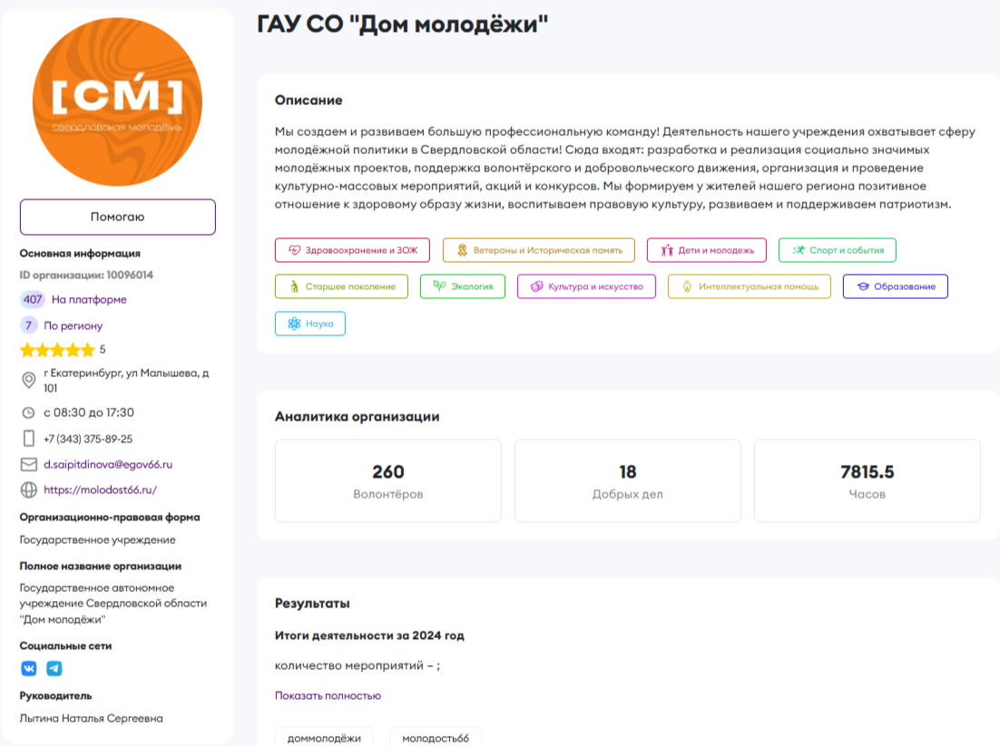 [СМ́]
свердловская молодёжь
Помогаю
Основная информация
ID организации: 10096014
407 На платформе
7 По региону
5
г Екатеринбург, ул Малышева, д
101
с 08:30 до 17:30
+7 (343) 375-89-25
d.saipitdinova@egov66.ru
https://molodost66.ru/
Организационно-правовая форма
Государственное учреждение
Полное название организации
Государственное автономное
учреждение Свердловской области
"Дом молодёжи"
Социальные сети
Руководитель
Лытина Наталья Сергеевна
ГАУ СО "Дом молодёжи"
Описание
Мы создаем и развиваем большую профессиональную команду! Деятельность нашего учреждения охватывает сферу
молодёжной политики в Свердловской области! Сюда входят: разработка и реализация социально значимых
молодёжных проектов, поддержка волонтёрского и добровольческого движения, организация и проведение
культурно-массовых мероприятий, акций и конкурсов. Мы формируем у жителей нашего региона позитивное
отношение к здоровому образу жизни, воспитываем правовую культуру, развиваем и поддерживаем патриотизм.
Здравоохранение и ЗОЖ Ветераны и Историческая память Дети и молодежь Спорт и события
Старшее поколение Экология Культура и искусство Интеллектуальная помощь Образование
Наука
Аналитика организации
260 18 7815.5
Волонтёров Добрых дел Часов
Результаты
Итоги деятельности за 2024 год
количество мероприятий – ;
Показать полностью
доммолодёжи молодость66